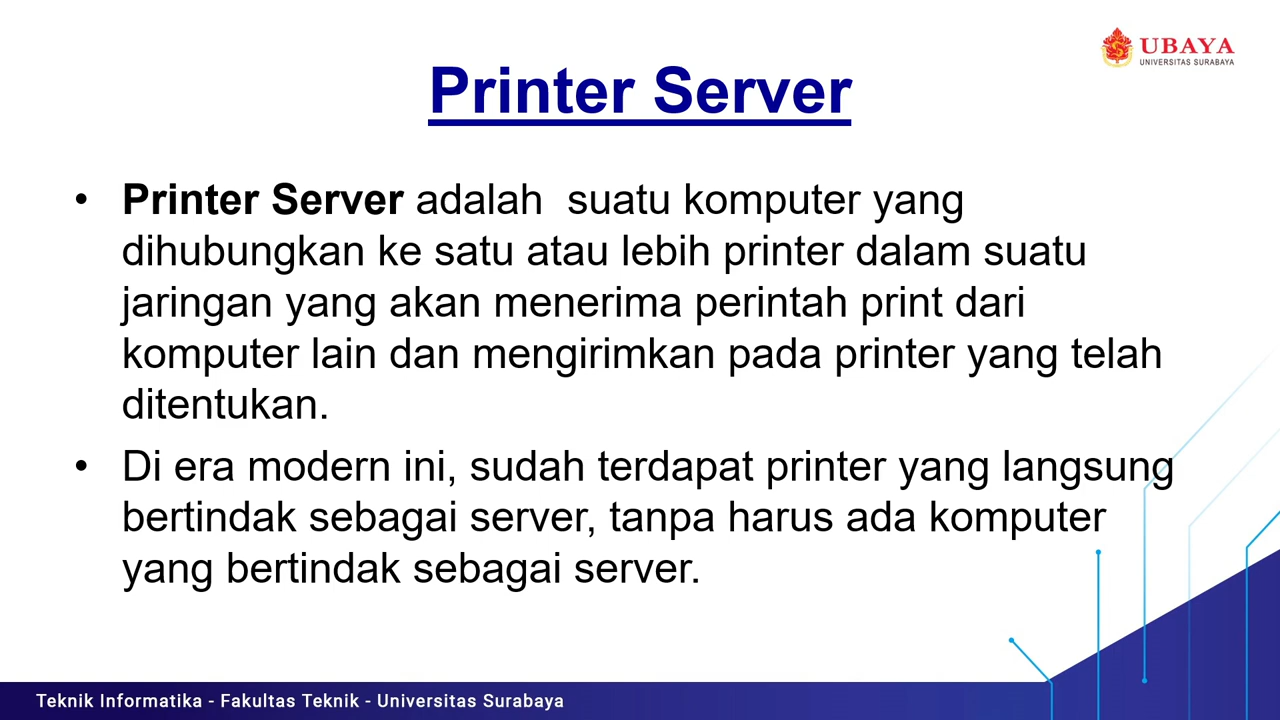 UBAYA
UNIVERSITAS SURABAYA
Printer Server
• Printer Server adalah  suatu komputer yang
dihubungkan ke satu atau lebih printer dalam suatu
jaringan yang akan menerima perintah print dari
komputer lain dan mengirimkan pada printer yang telah
ditentukan.
• Di era modern ini, sudah terdapat printer yang langsung
bertindak sebagai server, tanpa harus ada komputer
yang bertindak sebagai server.
Teknik Informatika - Fakultas Teknik - Universitas Surabaya